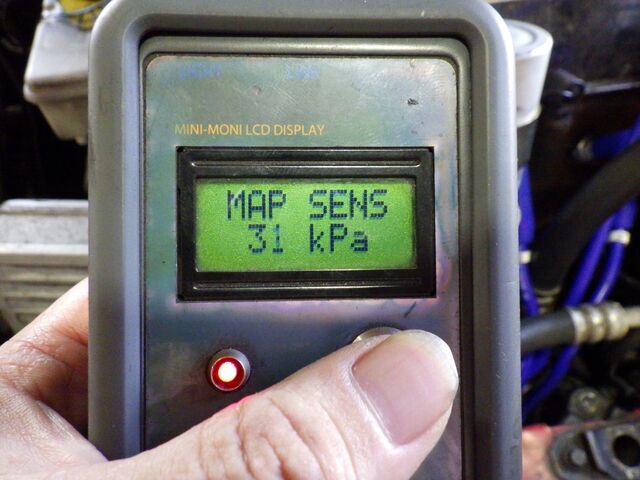 MINI-MONI LCD DISPLAY
MAP SENS
31 kPa